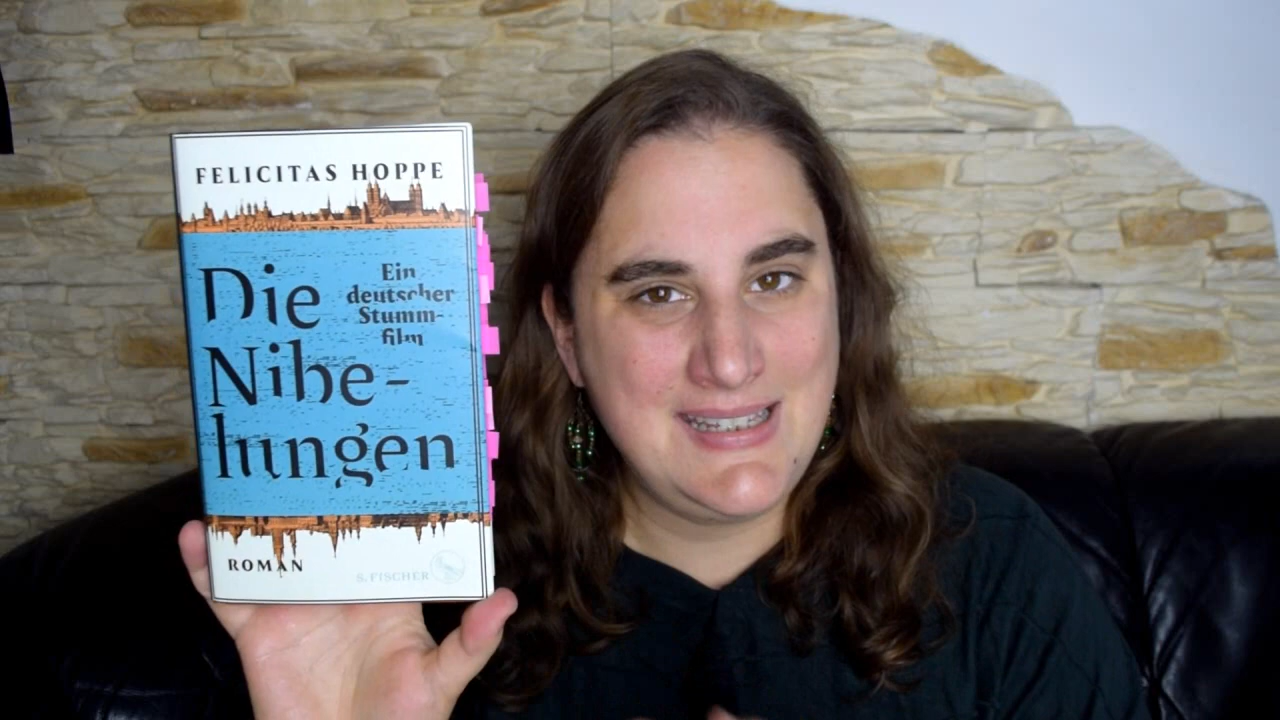 FELICITAS HOPPE
Die
Nibe-
lungen
Ein
deutscher
Stumm-
film
ROMAN
S. FISCHER